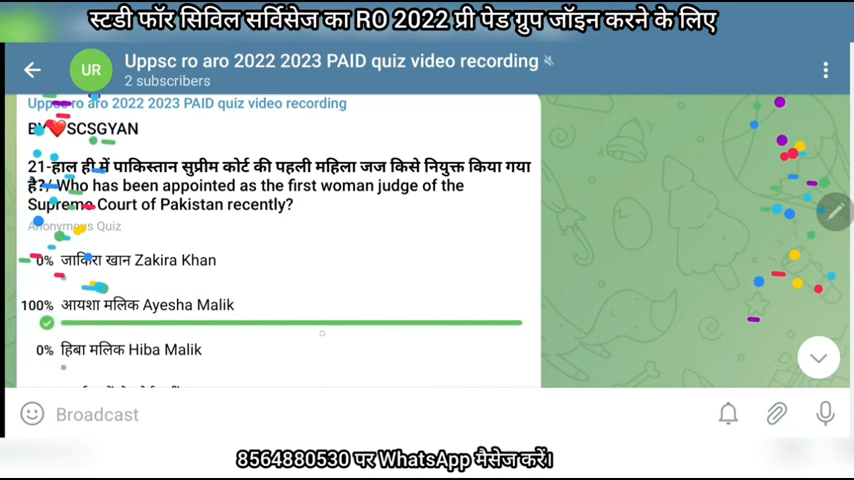 स्टडी फॉर सिविल सर्विसेज का RO 2022 प्री पेड ग्रुप जॉइन करने के लिए
UR
Uppsc ro aro 2022 2023 PAID quiz video recording
2 subscribers
Uppsc ro aro 2022 2023 PAID quiz video recording
BY❤️SCSGYAN
21-हाल ही में पाकिस्तान सुप्रीम कोर्ट की पहली महिला जज किसे नियुक्त किया गया
है?/ Who has been appointed as the first woman judge of the
Supreme Court of Pakistan recently?
Anonymous Quiz
0% जाकिरा खान Zakira Khan
100% आयशा मलिक Ayesha Malik
0% हिबा मलिक Hiba Malik
Broadcast
8564880530 पर WhatsApp मैसेज करें।